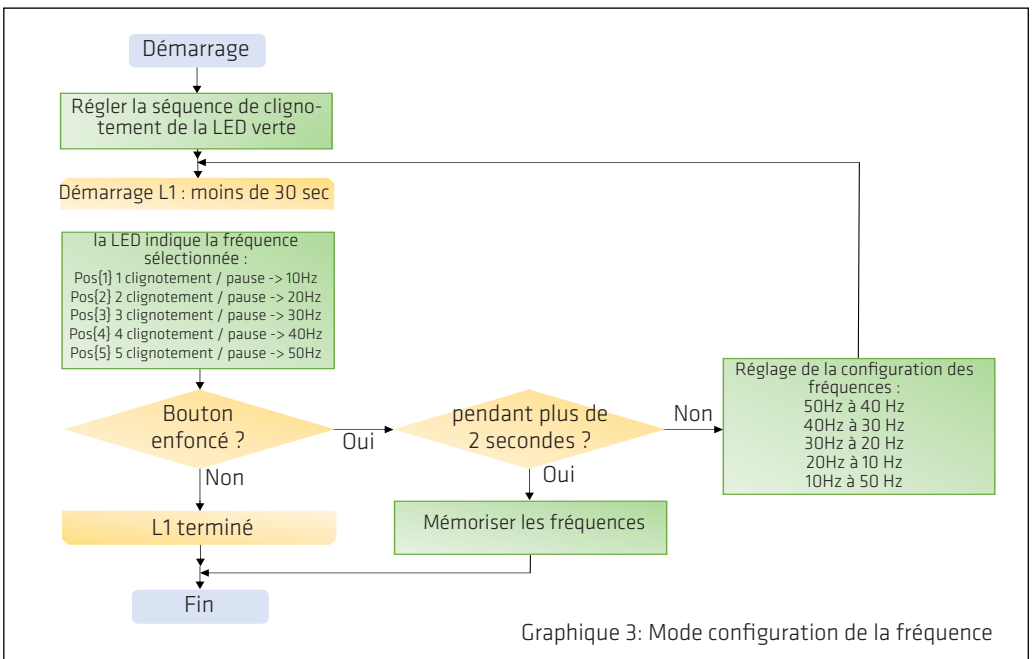 Démarrage
Régler la séquence de cligno-
tement de la LED verte
Démarrage L1 : moins de 30 sec
la LED indique la fréquence
sélectionnée :
Pos{1} 1 clignotement / pause -> 10Hz
Pos{2} 2 clignotement / pause -> 20Hz
Pos{3} 3 clignotement / pause -> 30Hz
Pos{4} 4 clignotement / pause -> 40Hz
Pos{5} 5 clignotement / pause -> 50Hz
Bouton
enfoncé ?
Oui
pendant plus de
2 secondes ?
Non
Réglage de la configuration des
fréquences :
50Hz à 40 Hz
40Hz à 30 Hz
30Hz à 20 Hz
20Hz à 10 Hz
10Hz à 50 Hz
Non
Oui
L1 terminé
Mémoriser les fréquences
Fin
Graphique 3: Mode configuration de la fréquence